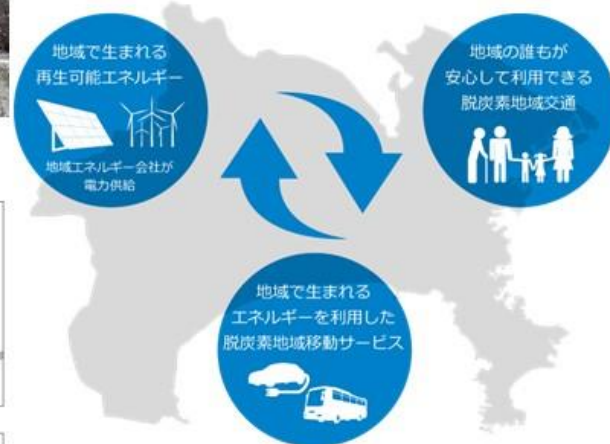 地域で生まれる
再生可能エネルギー
地域エネルギー会社が
電力供給
地域の誰もが
安心して利用できる
脱炭素地域交通
地域で生まれる
エネルギーを利用した
脱炭素地域移動サービス